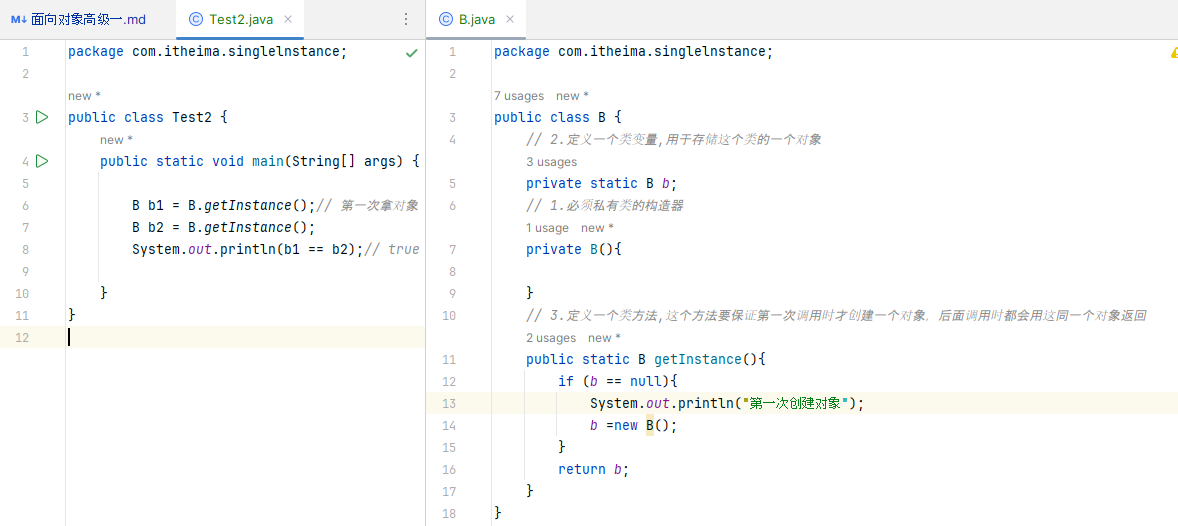 面向对象高级一.md
Test2.java
1 package com.itheima.singlelnstance;
2
new *
3 public class Test2 {
new *
4 public static void main(String[] args) {
5
6 B b1 = B.getInstance();// 第一次拿对象
7 B b2 = B.getInstance();
8 System.out.println(b1 == b2);// true
9
10 }
11 }
12
B.java
1 package com.itheima.singlelnstance;
2
7 usages new *
3 public class B {
4 // 2.定义一个类变量,用于存储这个类的一个对象
3 usages
5 private static B b;
6 // 1.必须私有类的构造器
1 usage new *
7 private B(){
8
9 }
10 // 3.定义一个类方法,这个方法要保证第一次调用时才创建一个对象，后面调用时都会用这同一个对象返回
2 usages new *
11 public static B getInstance(){
12 if (b == null){
13 System.out.println("第一次创建对象");
14 b =new B();
15 }
16 return b;
17 }
18 }